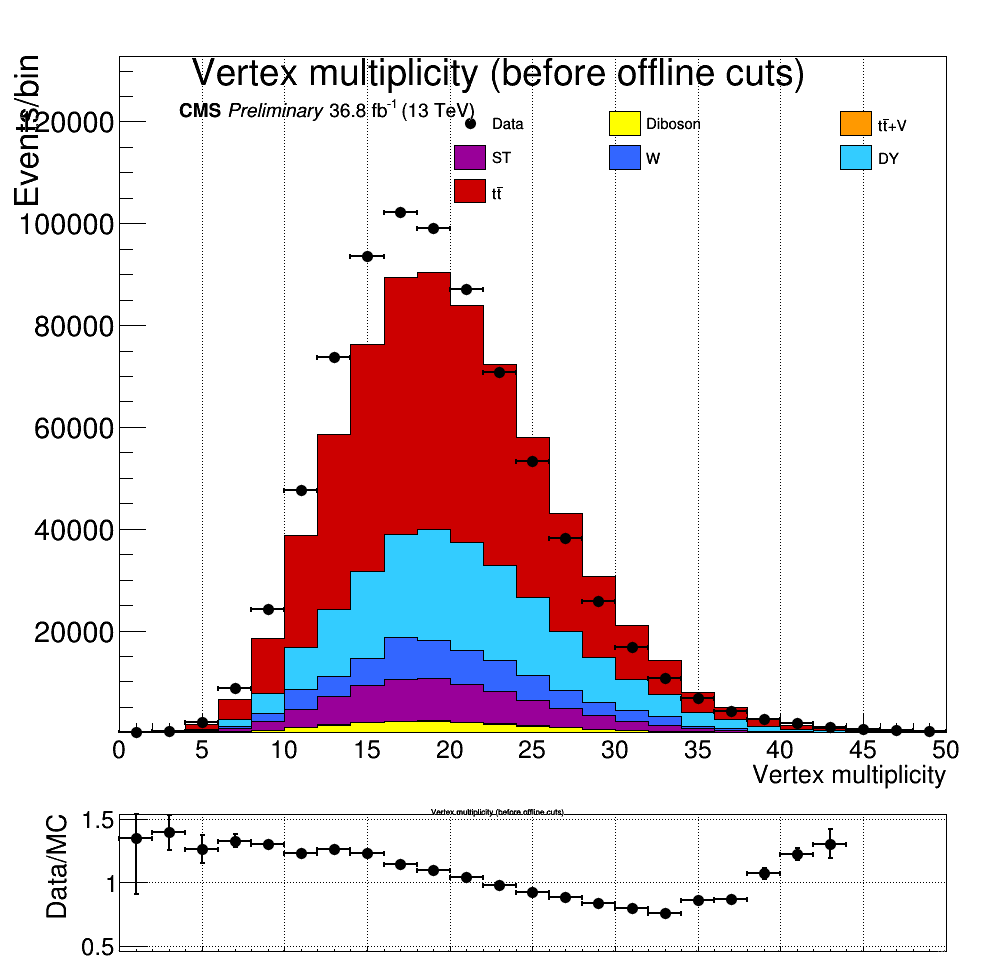 Vertex multiplicity (before offline cuts)
CMS Preliminary 36.8 fb-1 (13 TeV)
Events/bin
Data
Diboson
tt̄+V
ST
W
DY
tt̄
120000
100000
80000
60000
40000
20000
0 5 10 15 20 25 30 35 40 45 50
Vertex multiplicity
Vertex multiplicity (before offline cuts)
Data/MC
1.5
1
0.5